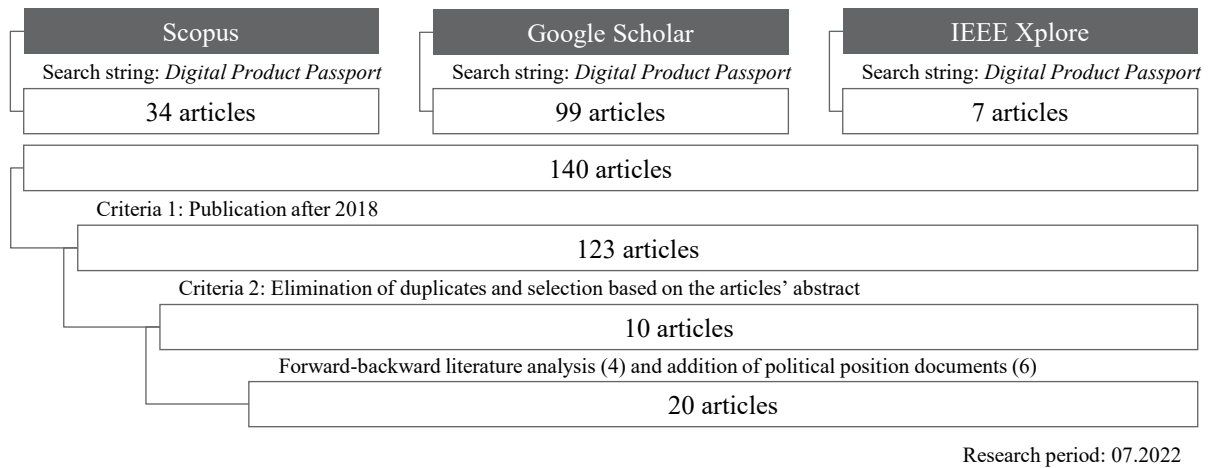 Scopus
Google Scholar
IEEE Xplore
Search string: Digital Product Passport
Search string: Digital Product Passport
Search string: Digital Product Passport
34 articles
99 articles
7 articles
140 articles
Criteria 1: Publication after 2018
123 articles
Criteria 2: Elimination of duplicates and selection based on the articles’ abstract
10 articles
Forward-backward literature analysis (4) and addition of political position documents (6)
20 articles
Research period: 07.2022